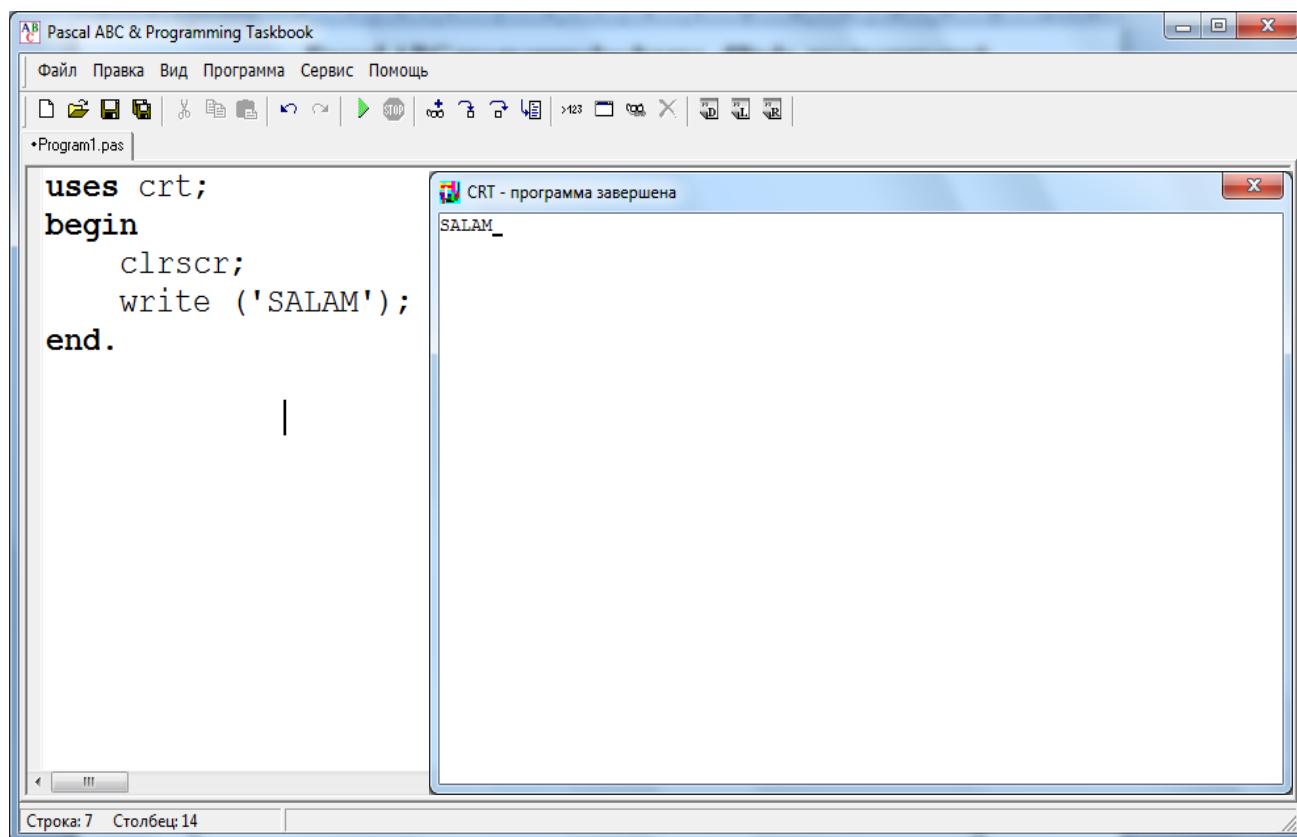 Pascal ABC & Programming Taskbook
Файл Правка Вид Программа Сервис Помощь
•Program1.pas
uses crt;
begin
clrscr;
write ('SALAM');
end.
CRT - программа завершена
SALAM_
Строка: 7 Столбец: 14